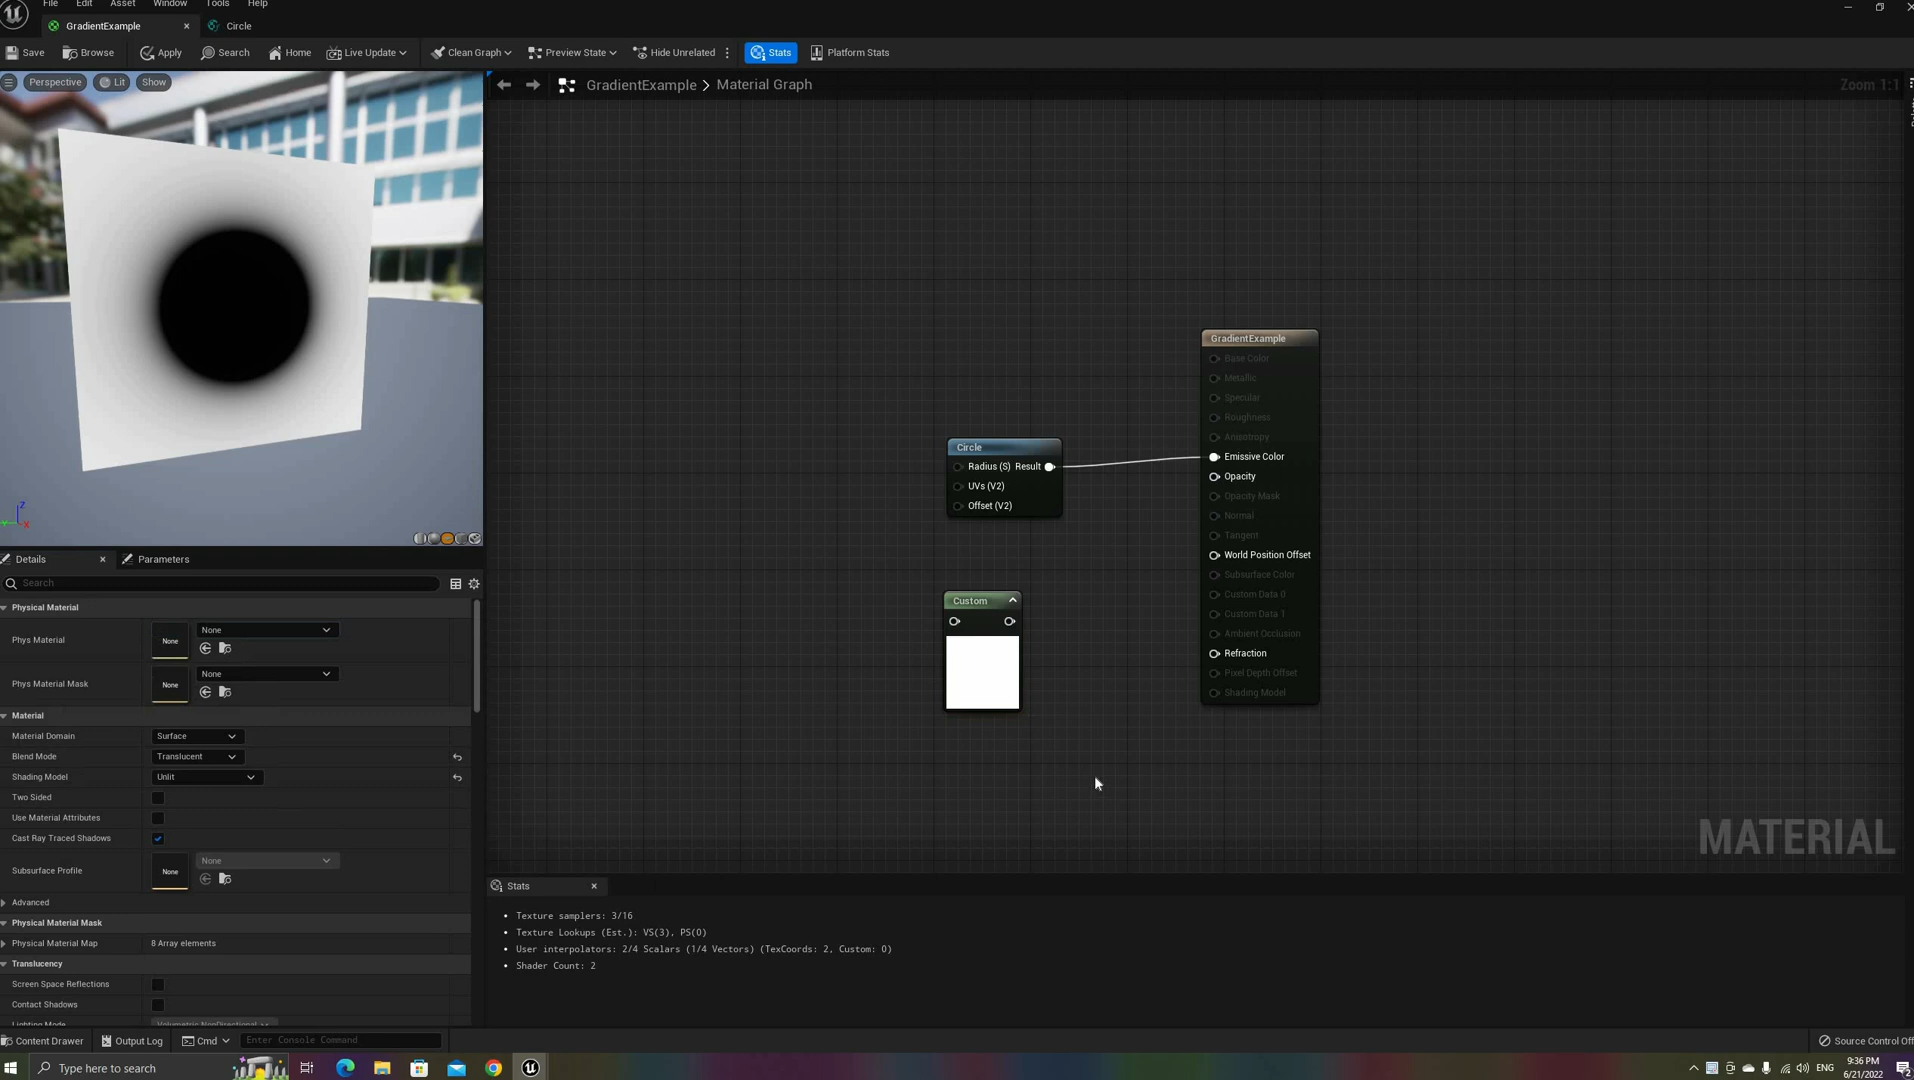 File Edit Asset Window Tools Help
GradientExample Circle
Save Browse Apply Search Home Live Update Clean Graph Preview State Hide Unrelated Stats Platform Stats
Perspective Lit Show
GradientExample Material Graph Zoom 1:1
GradientExample
Base Color
Metallic
Specular
Roughness
Anisotropy
Emissive Color
Opacity
Opacity Mask
Normal
Tangent
World Position Offset
Subsurface Color
Custom Data 0
Custom Data 1
Ambient Occlusion
Refraction
Pixel Depth Offset
Shading Model
Circle
Radius (S) Result
UVs (V2)
Offset (V2)
Custom
MATERIAL
Z
Y
X
Details Parameters
Search
Physical Material
Phys Material None None
Phys Material Mask None None
Material
Material Domain Surface
Blend Mode Translucent
Shading Model Unlit
Two Sided
Use Material Attributes
Cast Ray Traced Shadows
Subsurface Profile None None
Advanced
Physical Material Mask
Physical Material Map 8 Array elements
Translucency
Screen Space Reflections
Contact Shadows
Lighting Mode Volumetric NonDirectional
Stats
Texture samplers: 3/16
Texture Lookups (Est.): VS(3), PS(0)
User interpolators: 2/4 Scalars (1/4 Vectors) (TexCoords: 2, Custom: 0)
Shader Count: 2
Content Drawer Output Log Cmd Enter Console Command Source Control Off
Type here to search ENG 9:36 PM
6/21/2022
2